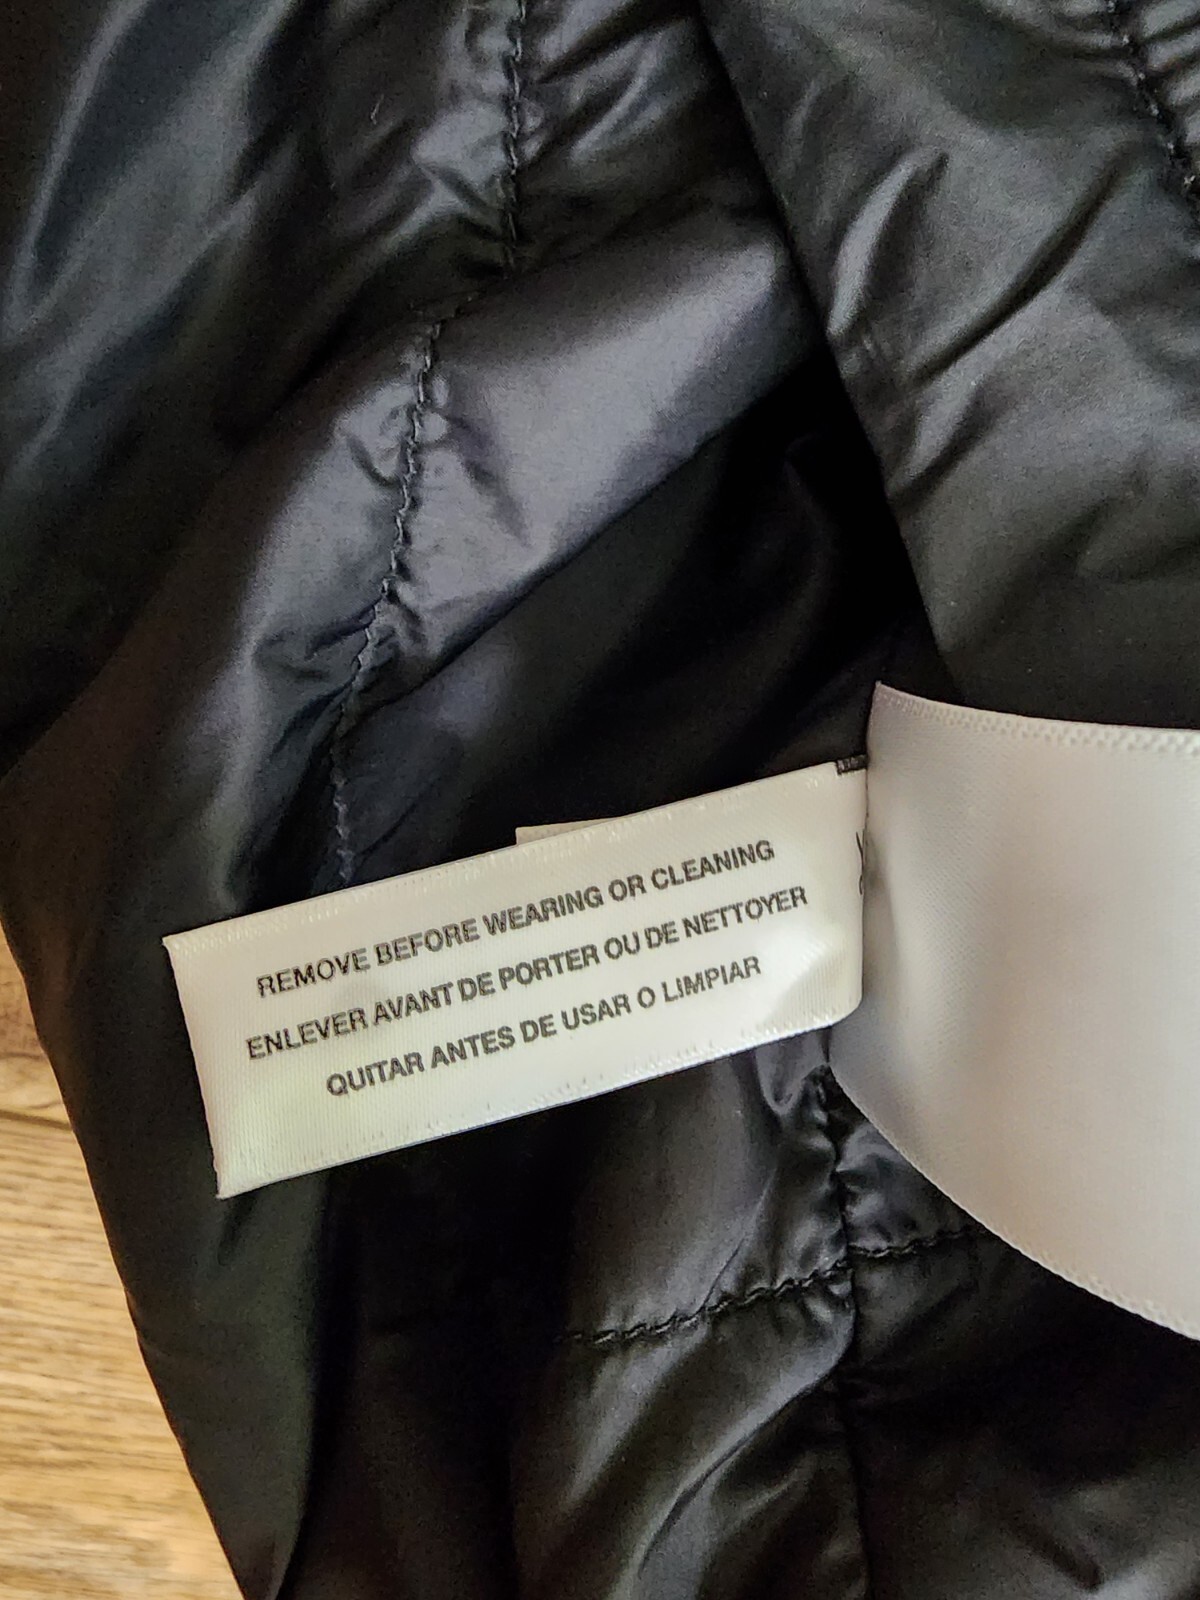 REMOVE BEFORE WEARING OR CLEANING
ENLEVER AVANT DE PORTER OU DE NETTOYER
QUITAR ANTES DE USAR O LIMPIAR